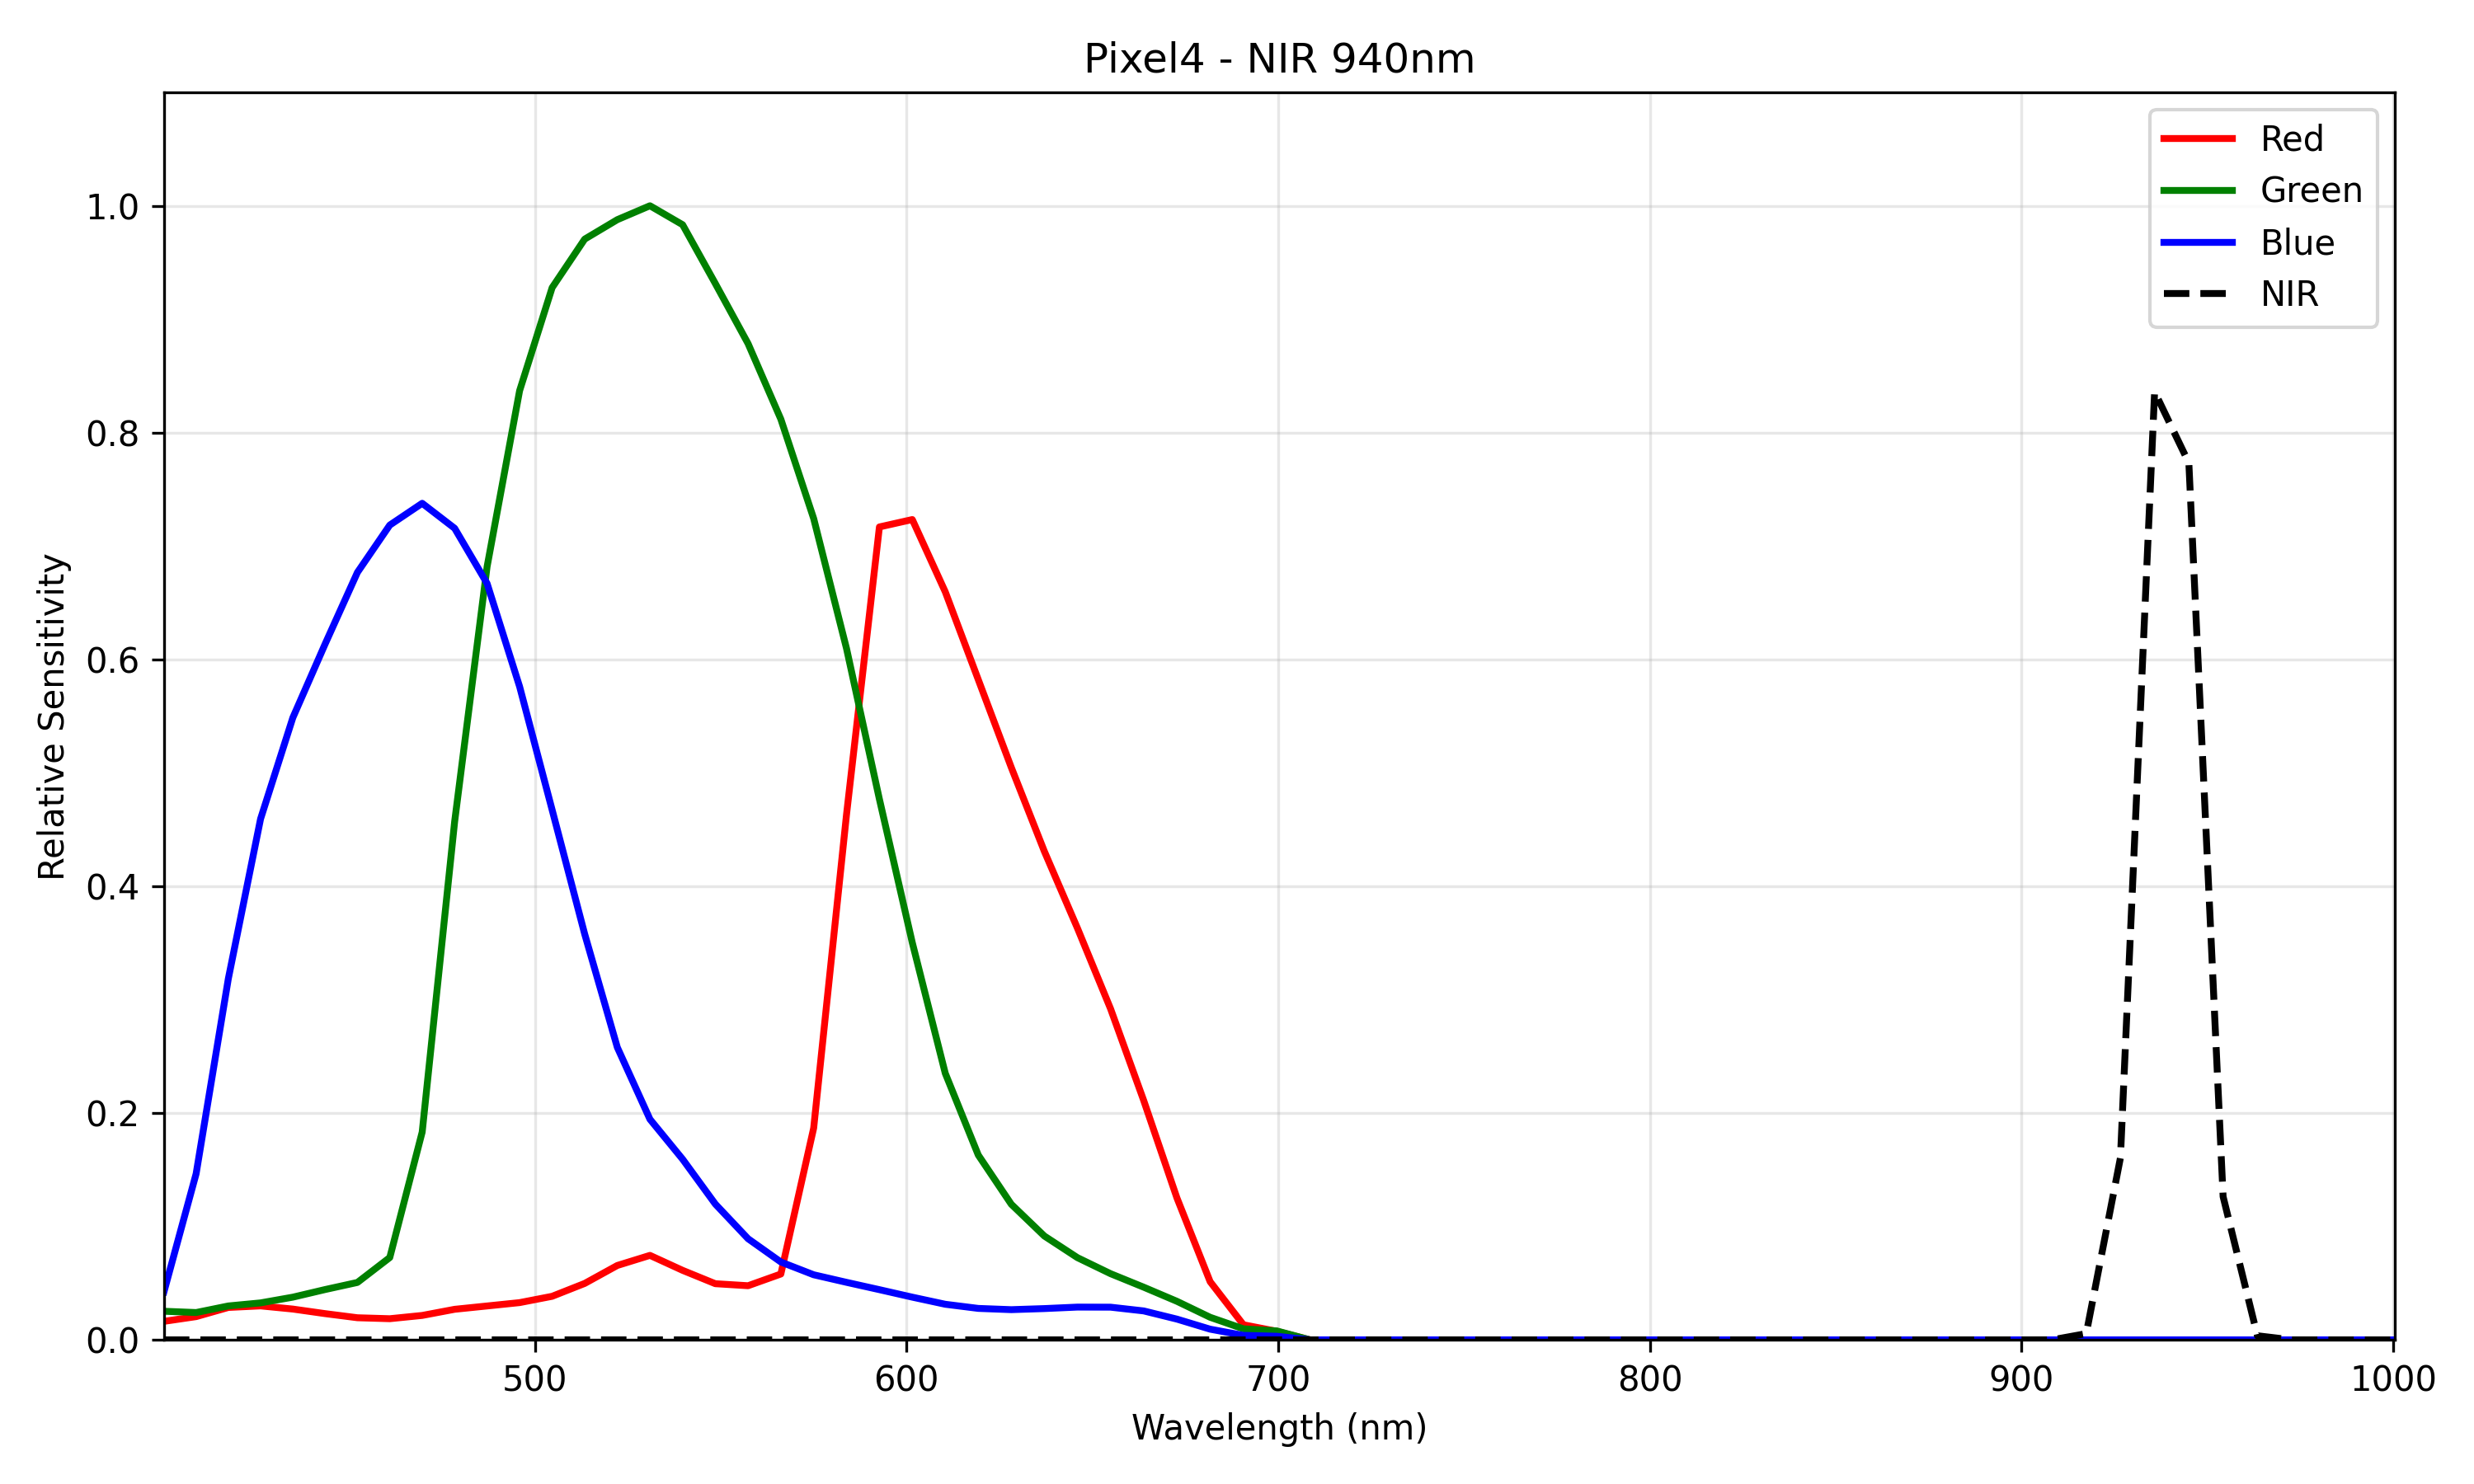 Pixel4 - NIR 940nm
Red
Green
Blue
NIR
1.0
0.8
0.6
0.4
0.2
0.0
Relative Sensitivity
500 600 700 800 900 1000
Wavelength (nm)